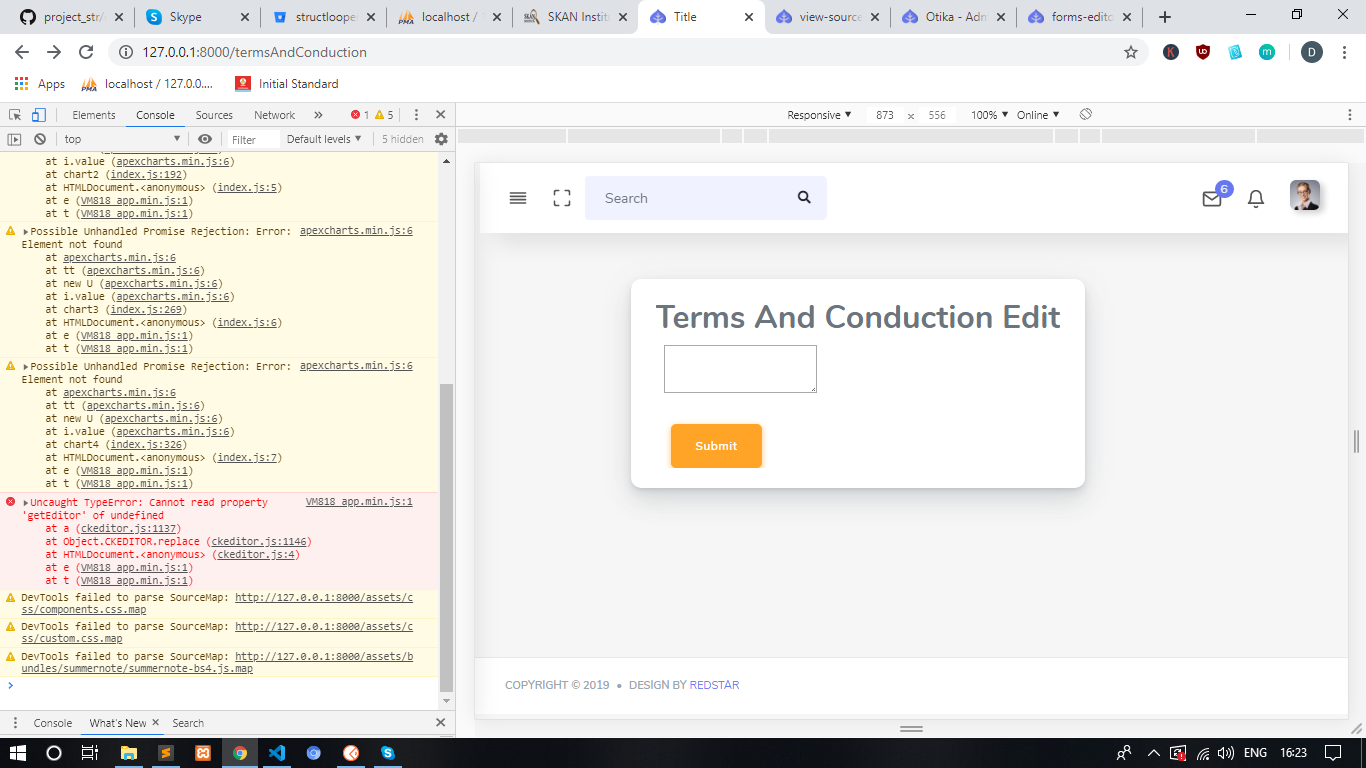 project_str/
Skype
structloope
localhost / 1
SKAN Instit
Title
view-source
Otika - Adm
forms-edito
127.0.0.1:8000/termsAndConduction
D
Apps
localhost / 127.0.0....
Initial Standard
Elements
Console
Sources
Network
1
5
Responsive
873
556
100%
Online
top
Filter
Default levels
5 hidden
at i.value (apexcharts.min.js:6)
at chart2 (index.js:192)
at HTMLDocument.<anonymous> (index.js:5)
at e (VM818 app.min.js:1)
at t (VM818 app.min.js:1)
Possible Unhandled Promise Rejection: Error: apexcharts.min.js:6
Element not found
at apexcharts.min.js:6
at tt (apexcharts.min.js:6)
at new U (apexcharts.min.js:6)
at i.value (apexcharts.min.js:6)
at chart3 (index.js:269)
at HTMLDocument.<anonymous> (index.js:6)
at e (VM818 app.min.js:1)
at t (VM818 app.min.js:1)
Possible Unhandled Promise Rejection: Error: apexcharts.min.js:6
Element not found
at apexcharts.min.js:6
at tt (apexcharts.min.js:6)
at new U (apexcharts.min.js:6)
at i.value (apexcharts.min.js:6)
at chart4 (index.js:326)
at HTMLDocument.<anonymous> (index.js:7)
at e (VM818 app.min.js:1)
at t (VM818 app.min.js:1)
Uncaught TypeError: Cannot read property VM818 app.min.js:1
'getEditor' of undefined
at a (ckeditor.js:1137)
at Object.CKEDITOR.replace (ckeditor.js:1146)
at HTMLDocument.<anonymous> (ckeditor.js:4)
at e (VM818 app.min.js:1)
at t (VM818 app.min.js:1)
DevTools failed to parse SourceMap: http://127.0.0.1:8000/assets/c
ss/components.css.map
DevTools failed to parse SourceMap: http://127.0.0.1:8000/assets/c
ss/custom.css.map
DevTools failed to parse SourceMap: http://127.0.0.1:8000/assets/b
undles/summernote/summernote-bs4.js.map
Console
What's New
Search
Search
6
Terms And Conduction Edit
Submit
COPYRIGHT © 2019 • DESIGN BY REDSTAR
ENG
16:23